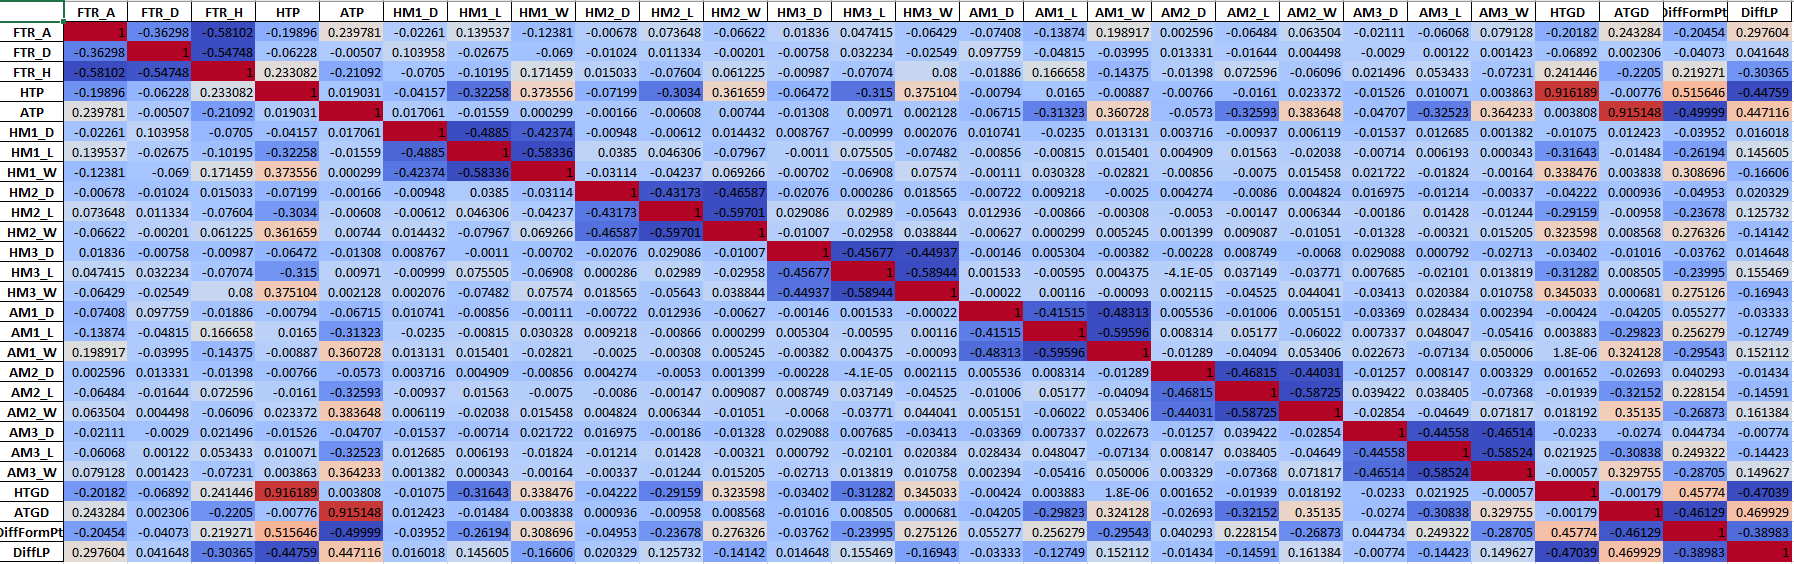 FTR_A FTR_D FTR_H HTP ATP HM1_D HM1_L HM1_W HM2_D HM2_L HM2_W HM3_D HM3_L HM3_W AM1_D AM1_L AM1_W AM2_D AM2_L AM2_W AM3_D AM3_L AM3_W HTGD ATGD DiffFormPt DiffLP
FTR_A 1 -0.36298 -0.58102 -0.19896 0.239781 -0.02261 0.139537 -0.12381 -0.00678 0.073648 -0.06622 0.01836 0.047415 -0.06429 -0.07408 -0.13874 0.198917 0.002596 -0.06484 0.063504 -0.02111 -0.06068 0.079128 -0.20182 0.243284 -0.20454 0.297604
FTR_D -0.36298 1 -0.54748 -0.06228 -0.00507 0.103958 -0.02675 -0.069 -0.01024 0.011334 -0.00201 -0.00758 0.032234 -0.02549 0.097759 -0.04815 -0.03995 0.013331 -0.01644 0.004498 -0.0029 0.00122 0.001423 -0.06892 0.002306 -0.04073 0.041648
FTR_H -0.58102 -0.54748 1 0.233082 -0.21092 -0.0705 -0.10195 0.171459 0.015033 -0.07604 0.061225 -0.00987 -0.07074 0.08 -0.01886 0.166658 -0.14375 -0.01398 0.072596 -0.06096 0.021496 0.053433 -0.07231 0.241446 -0.2205 0.219271 -0.30365
HTP -0.19896 -0.06228 0.233082 1 0.019031 -0.04157 -0.32258 0.373556 -0.07199 -0.3034 0.361659 -0.06472 -0.315 0.375104 -0.00794 0.0165 -0.00887 -0.00766 -0.0161 0.023372 -0.01526 0.010071 0.003863 0.916189 -0.00776 0.515646 -0.44759
ATP 0.239781 -0.00507 -0.21092 0.019031 1 0.017061 -0.01559 0.000299 -0.00166 -0.00608 0.00744 -0.01308 0.00971 0.002128 -0.06715 -0.31323 0.360728 -0.0573 -0.32593 0.383648 -0.04707 -0.32523 0.364233 0.003808 0.915148 -0.49999 0.447116
HM1_D -0.02261 0.103958 -0.0705 -0.04157 0.017061 1 -0.4885 -0.42374 -0.00948 -0.00612 0.014432 0.008767 -0.00999 0.002076 0.010741 -0.0235 0.013131 0.003716 -0.00937 0.006119 -0.01537 0.012685 0.001382 -0.01075 0.012423 -0.03952 0.016018
HM1_L 0.139537 -0.02675 -0.10195 -0.32258 -0.01559 -0.4885 1 -0.58336 0.0385 0.046306 -0.07967 -0.0011 0.075505 -0.07482 -0.00856 -0.00815 0.015401 0.004909 0.01563 -0.02038 -0.00714 0.006193 0.000343 -0.31643 -0.01484 -0.26194 0.145605
HM1_W -0.12381 -0.069 0.171459 0.373556 0.000299 -0.42374 -0.58336 1 -0.03114 -0.04237 0.069266 -0.00702 -0.06908 0.07574 -0.00111 0.030328 -0.02821 -0.00856 -0.0075 0.015458 0.021722 -0.01824 -0.00164 0.338476 0.003838 0.308696 -0.16606
HM2_D -0.00678 -0.01024 0.015033 -0.07199 -0.00166 -0.00948 0.0385 -0.03114 1 -0.43173 -0.46587 -0.02076 0.000286 0.018565 -0.00722 0.009218 -0.0025 0.004274 -0.0086 0.004824 0.016975 -0.01214 -0.00337 -0.04222 0.000936 -0.04953 0.020329
HM2_L 0.073648 0.011334 -0.07604 -0.3034 -0.00608 -0.00612 0.046306 -0.04237 -0.43173 1 -0.59701 0.029086 0.02989 -0.05643 0.012936 -0.00866 -0.00308 -0.0053 -0.00147 0.006344 -0.00186 0.01428 -0.01244 -0.29159 -0.00958 -0.23678 0.125732
HM2_W -0.06622 -0.00201 0.061225 0.361659 0.00744 0.014432 -0.07967 0.069266 -0.46587 -0.59701 1 -0.01007 -0.02958 0.038844 -0.00627 0.000299 0.005245 0.001399 0.009087 -0.01051 -0.01328 -0.00321 0.015205 0.323598 0.008568 0.276326 -0.14142
HM3_D 0.01836 -0.00758 -0.00987 -0.06472 -0.01308 0.008767 -0.0011 -0.00702 -0.02076 0.029086 -0.01007 1 -0.45677 -0.44937 -0.00146 0.005304 -0.00382 -0.00228 0.008749 -0.0068 0.029088 0.000792 -0.02713 -0.03402 -0.01016 -0.03762 0.014648
HM3_L 0.047415 0.032234 -0.07074 -0.315 0.00971 -0.00999 0.075505 -0.06908 0.000286 0.02989 -0.02958 -0.45677 1 -0.58944 0.001533 -0.00595 0.004375 -4.1E-05 0.037149 -0.03771 0.007685 -0.02101 0.013819 -0.31282 0.008505 -0.23995 0.155469
HM3_W -0.06429 -0.02549 0.08 0.375104 0.002128 0.002076 -0.07482 0.07574 0.018565 -0.05643 0.038844 -0.44937 -0.58944 1 -0.00022 0.00116 -0.00093 0.002115 -0.04525 0.044041 -0.03413 0.020384 0.010758 0.345033 0.000681 0.275126 -0.16943
AM1_D -0.07408 0.097759 -0.01886 -0.00794 -0.06715 0.010741 -0.00856 -0.00111 -0.00722 0.012936 -0.00627 -0.00146 0.001533 -0.00022 1 -0.41515 -0.48313 0.005536 -0.01006 0.005151 -0.03369 0.028434 0.002394 -0.00424 -0.04205 0.055277 -0.03333
AM1_L -0.13874 -0.04815 0.166658 0.0165 -0.31323 -0.0235 -0.00815 0.030328 0.009218 -0.00866 0.000299 0.005304 -0.00595 0.00116 -0.41515 1 -0.59596 0.008314 0.05177 -0.06022 0.007337 0.048047 -0.05416 0.003883 -0.29823 0.256279 -0.12749
AM1_W 0.198917 -0.03995 -0.14375 -0.00887 0.360728 0.013131 0.015401 -0.02821 -0.0025 -0.00308 0.005245 -0.00382 0.004375 -0.00093 -0.48313 -0.59596 1 -0.01289 -0.04094 0.053406 0.022673 -0.07134 0.050006 1.8E-06 0.324128 -0.29543 0.152112
AM2_D 0.002596 0.013331 -0.01398 -0.00766 -0.0573 0.003716 0.004909 -0.00856 0.004274 -0.0053 0.001399 -0.00228 -4.1E-05 0.002115 0.005536 0.008314 -0.01289 1 -0.46815 -0.44031 -0.01257 0.008147 0.003329 0.001652 -0.02693 0.040293 -0.01434
AM2_L -0.06484 -0.01644 0.072596 -0.0161 -0.32593 -0.00937 0.01563 -0.0075 -0.0086 -0.00147 0.009087 0.008749 0.037149 -0.04525 -0.01006 0.05177 -0.04094 -0.46815 1 -0.58725 0.039422 0.038405 -0.07368 -0.01939 -0.32152 0.228154 -0.14591
AM2_W 0.063504 0.004498 -0.06096 0.023372 0.383648 0.006119 -0.02038 0.015458 0.004824 0.006344 -0.01051 -0.0068 -0.03771 0.044041 0.005151 -0.06022 0.053406 -0.44031 -0.58725 1 -0.02854 -0.04649 0.071817 0.018192 0.35135 -0.26873 0.161384
AM3_D -0.02111 -0.0029 0.021496 -0.01526 -0.04707 -0.01537 -0.00714 0.021722 0.016975 -0.00186 -0.01328 0.029088 0.007685 -0.03413 -0.03369 0.007337 0.022673 -0.01257 0.039422 -0.02854 1 -0.44558 -0.46514 -0.0233 -0.0274 0.044734 -0.00774
AM3_L -0.06068 0.00122 0.053433 0.010071 -0.32523 0.012685 0.006193 -0.01824 -0.01214 0.01428 -0.00321 0.000792 -0.02101 0.020384 0.028434 0.048047 -0.07134 0.008147 0.038405 -0.04649 -0.44558 1 -0.58524 0.021925 -0.30838 0.249322 -0.14423
AM3_W 0.079128 0.001423 -0.07231 0.003863 0.364233 0.001382 0.000343 -0.00164 -0.00337 -0.01244 0.015205 -0.02713 0.013819 0.010758 0.002394 -0.05416 0.050006 0.003329 -0.07368 0.071817 -0.46514 -0.58524 1 -0.00057 0.329755 -0.28705 0.149627
HTGD -0.20182 -0.06892 0.241446 0.916189 0.003808 -0.01075 -0.31643 0.338476 -0.04222 -0.29159 0.323598 -0.03402 -0.31282 0.345033 -0.00424 0.003883 1.8E-06 0.001652 -0.01939 0.018192 -0.0233 0.021925 -0.00057 1 -0.00179 0.45774 -0.47039
ATGD 0.243284 0.002306 -0.2205 -0.00776 0.915148 0.012423 -0.01484 0.003838 0.000936 -0.00958 0.008568 -0.01016 0.008505 0.000681 -0.04205 -0.29823 0.324128 -0.02693 -0.32152 0.35135 -0.0274 -0.30838 0.329755 -0.00179 1 -0.46129 0.469929
DiffFormPt -0.20454 -0.04073 0.219271 0.515646 -0.49999 -0.03952 -0.26194 0.308696 -0.04953 -0.23678 0.276326 -0.03762 -0.23995 0.275126 0.055277 0.256279 -0.29543 0.040293 0.228154 -0.26873 0.044734 0.249322 -0.28705 0.45774 -0.46129 1 -0.38983
DiffLP 0.297604 0.041648 -0.30365 -0.44759 0.447116 0.016018 0.145605 -0.16606 0.020329 0.125732 -0.14142 0.014648 0.155469 -0.16943 -0.03333 -0.12749 0.152112 -0.01434 -0.14591 0.161384 -0.00774 -0.14423 0.149627 -0.47039 0.469929 -0.38983 1